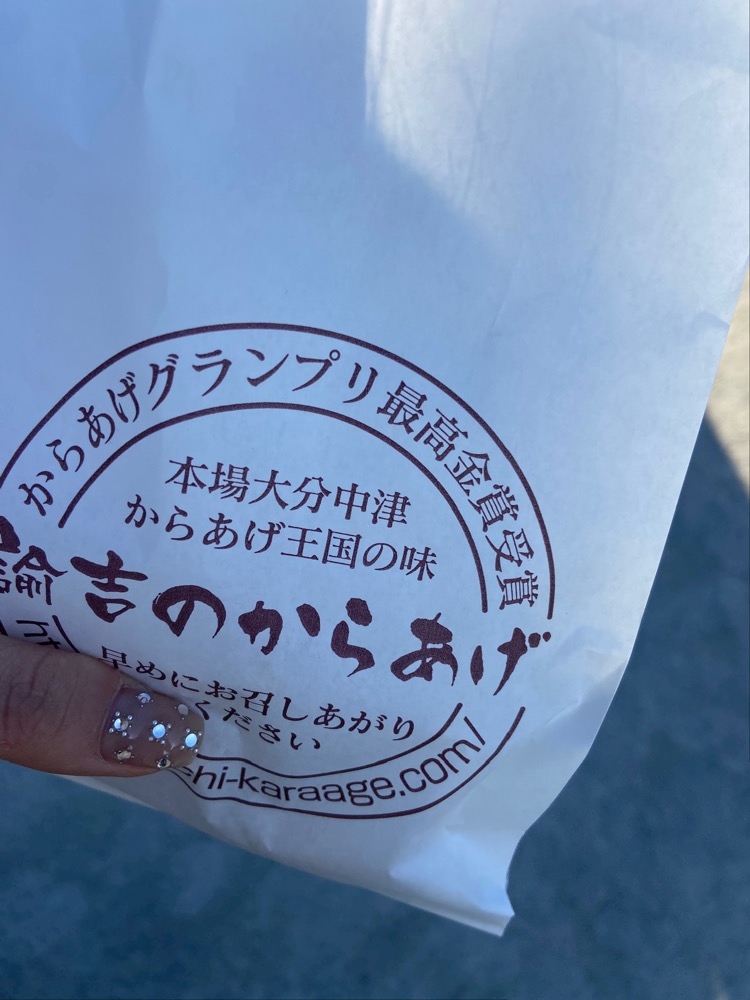 からあげグランプリ最高金賞受賞
本場大分中津
からあげ王国の味
諭吉のからあげ
早めにお召しあがり
ください
hi-karaage.com/